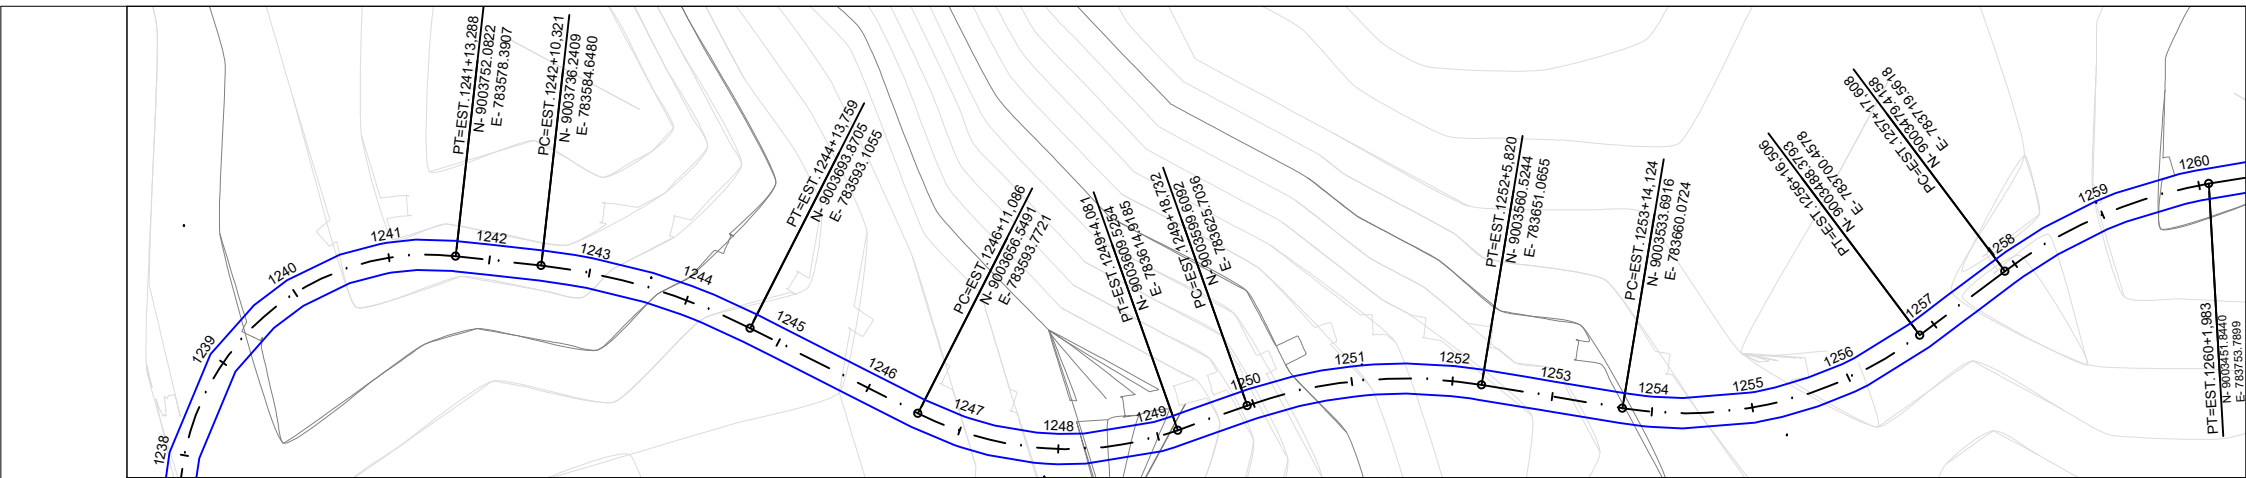 PT=EST.1241+13,288
N- 9003752.0822
E- 783578.3907
PC=EST.1242+10,321
N- 9003736.2409
E- 783584.6480
PT=EST.1244+13,759
N- 9003693.8705
E- 783593.1055
PC=EST.1246+11,086
N- 9003656.5491
E- 783593.7721
PT=EST.1249+4,081
N- 9003609.5254
E- 783614.9185
PC=EST.1249+18,732
N- 9003599.6092
E- 783625.7036
PT=EST.1252+5,820
N- 9003560.5244
E- 783651.0655
PC=EST.1253+14,124
N- 9003533.6916
E- 783660.0724
PT=EST.1256+16,506
N- 9003488.3793
E- 783700.4578
PC=EST.1257+17,608
N- 9003479.4158
E- 783719.5618
PT=EST.1260+1,983
N- 9003451.8440
E- 783753.7899
1238
1239
1240
1241
1242
1243
1244
1245
1246
1247
1248
1249
1250
1251
1252
1253
1254
1255
1256
1257
258
1259
1260